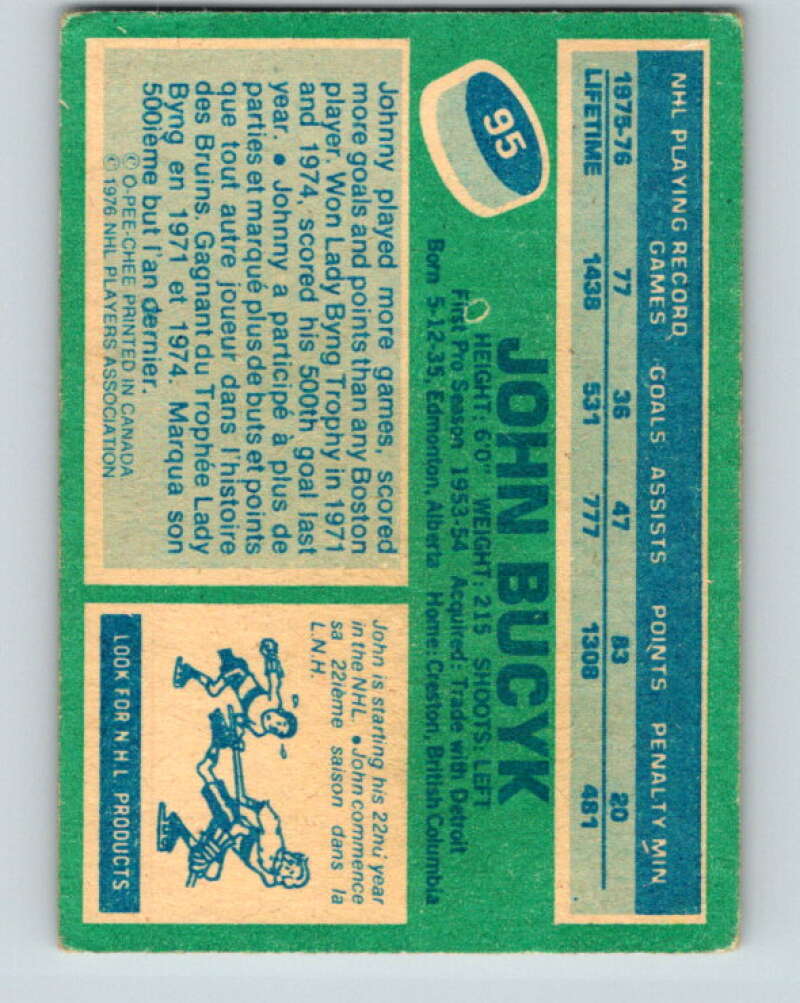 NHL PLAYING RECORD
GAMES GOALS ASSISTS POINTS PENALTY MIN
1975-76 77 36 47 83 20
LIFETIME 1438 531 777 1308 481
95
JOHN BUCYK
HEIGHT: 6'0" WEIGHT: 215 SHOOTS: LEFT
First Pro Season 1953-54 Acquired: Trade with Detroit
Born 5-12-35, Edmonton, Alberta Home: Creston, British Columbia
Johnny played more games, scored
more goals and points than any Boston
player. Won Lady Byng Trophy in 1971
and 1974, scored his 500th goal last
year. • Johnny a participé à plus de
parties et marqué plus de buts et points
que tout autre joueur dans l'histoire
des Bruins. Gagnant du Trophée Lady
Byng en 1971 et 1974. Marqua son
500ième but l'an dernier.
© O-PEE-CHEE PRINTED IN CANADA
© 1976 NHL PLAYERS ASSOCIATION
John is starting his 22nd year
in the NHL. • John commence
sa 22ième saison dans la
L.N.H.
LOOK FOR NHL PRODUCTS